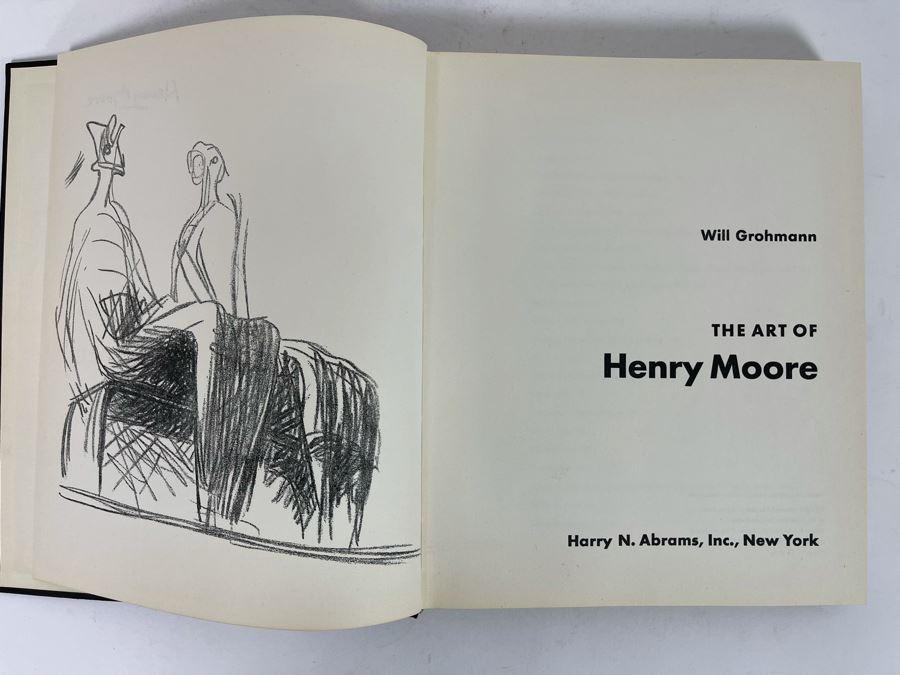 Will Grohmann
THE ART OF
Henry Moore
Harry N. Abrams, Inc., New York